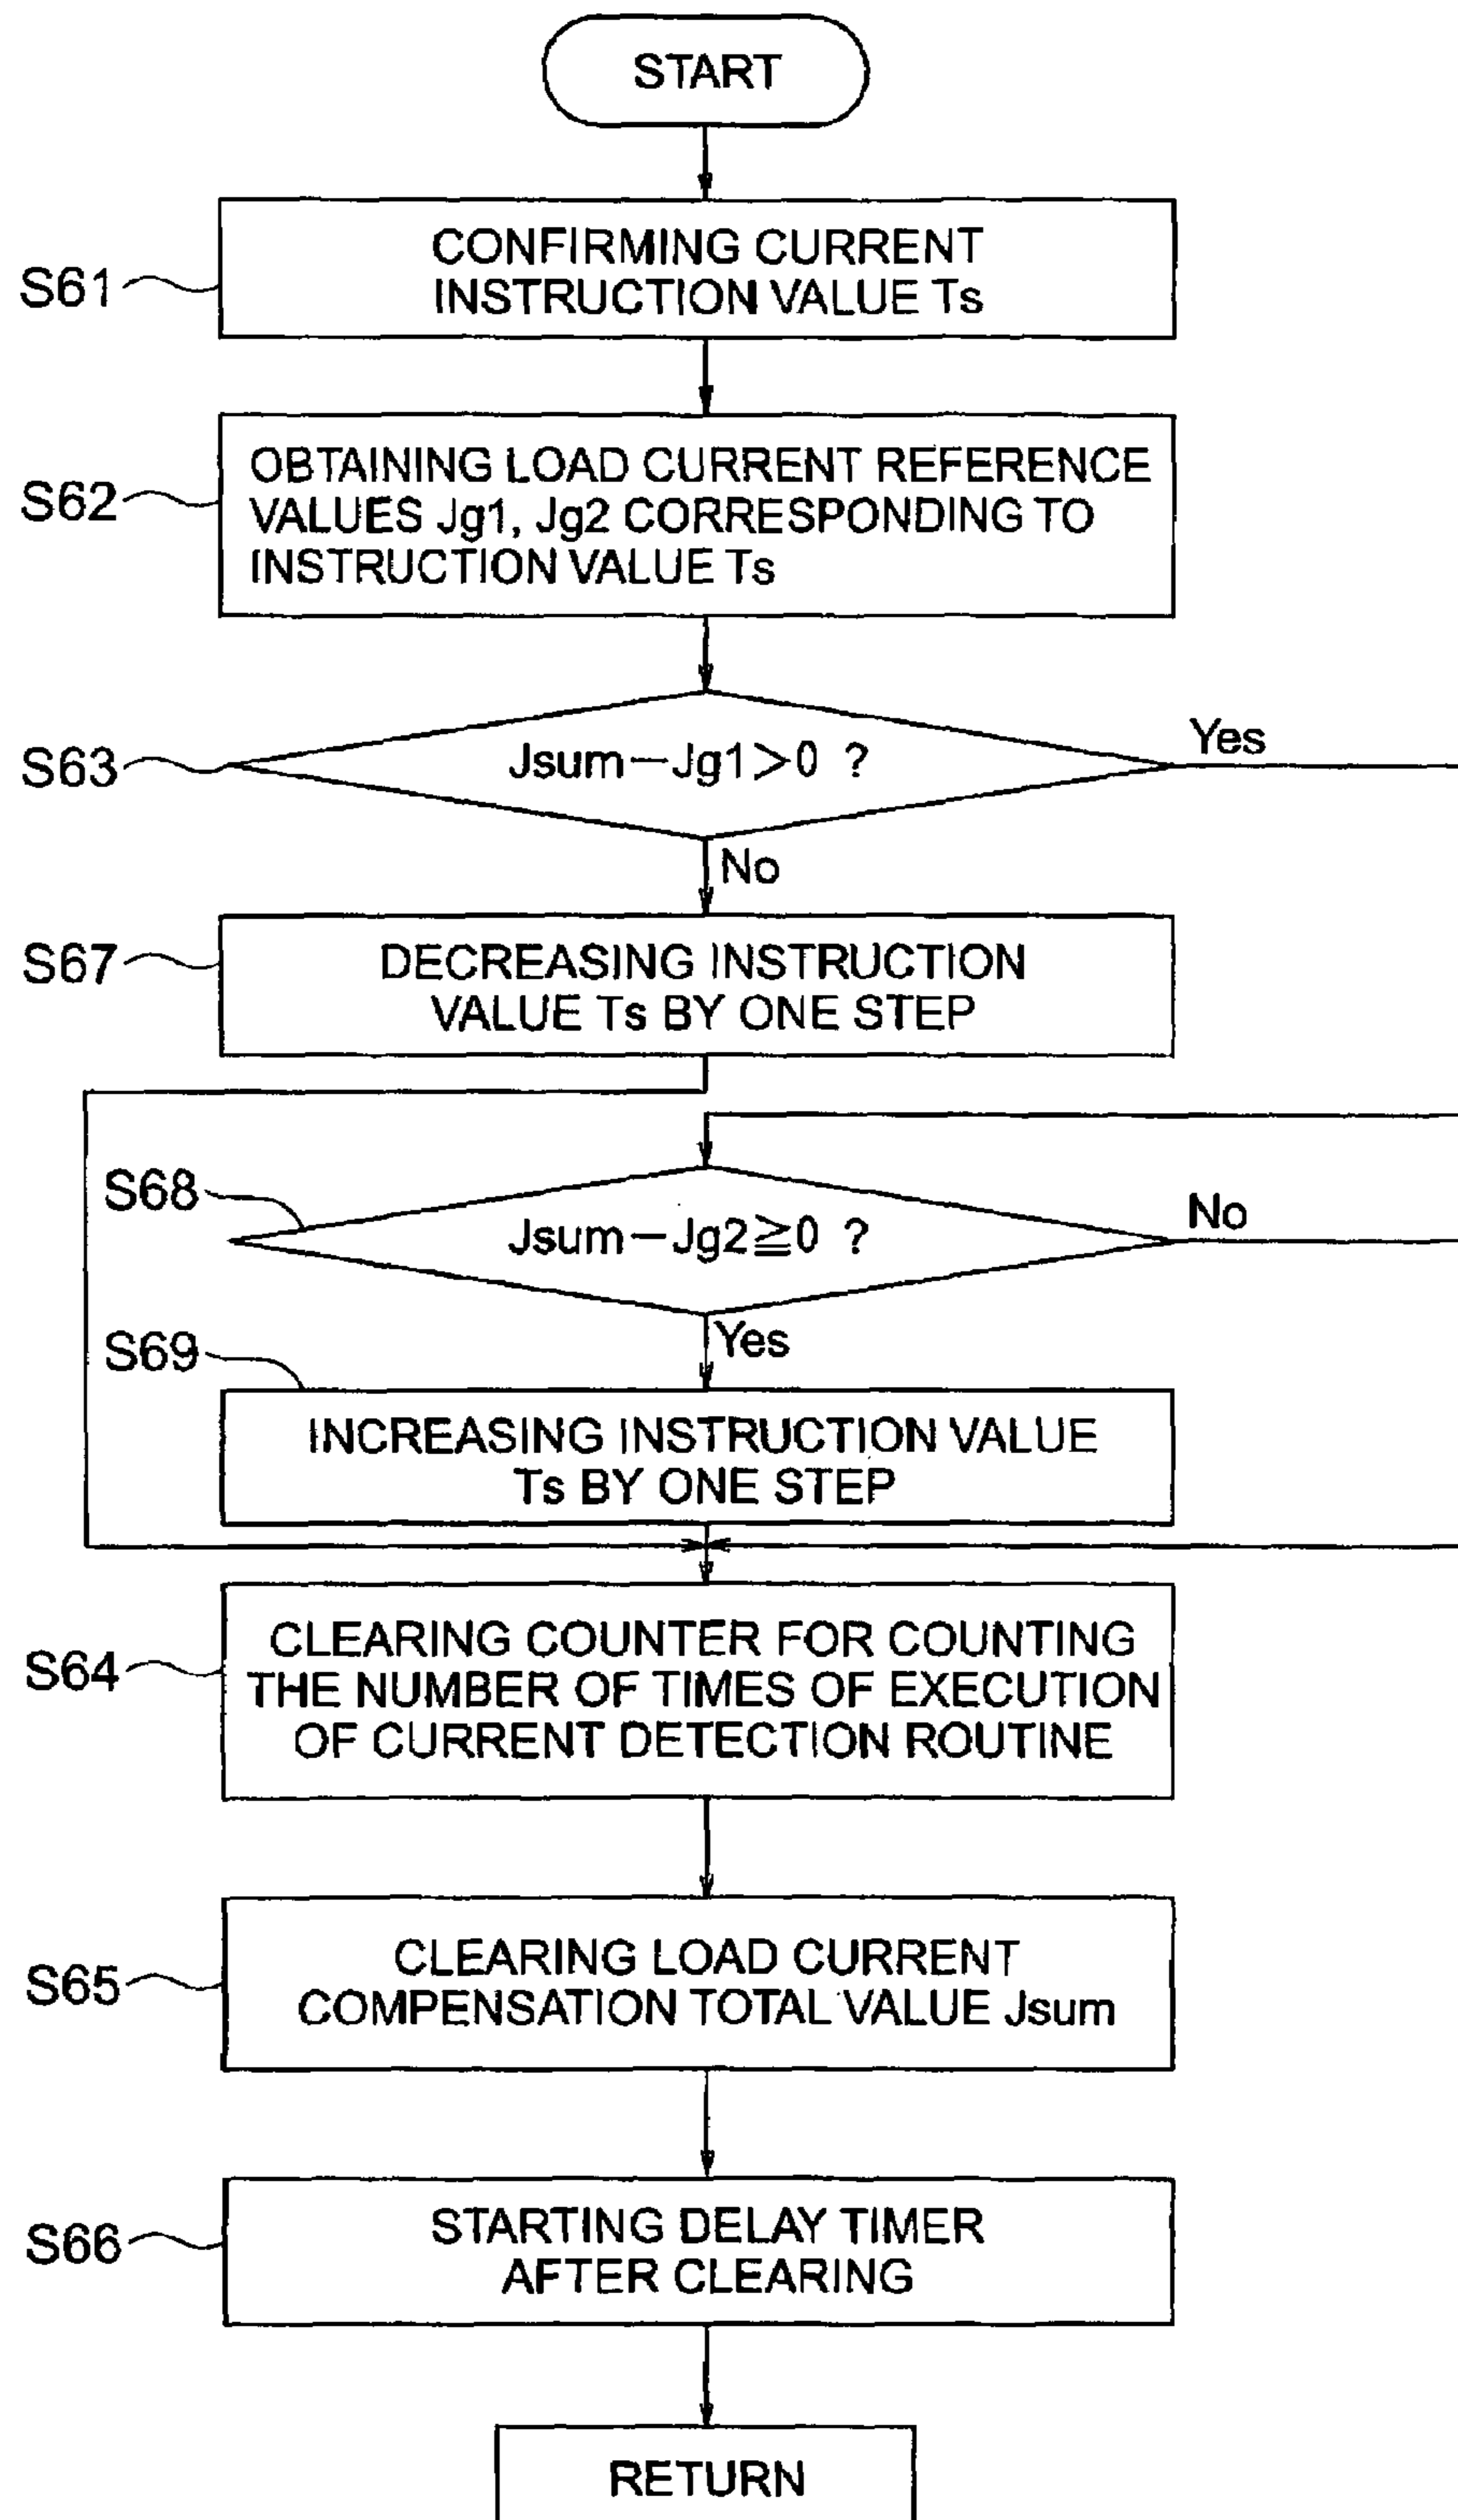 START
S61
CONFIRMING CURRENT
INSTRUCTION VALUE Ts
S62
OBTAINING LOAD CURRENT REFERENCE
VALUES Jg1, Jg2 CORRESPONDING TO
INSTRUCTION VALUE Ts
S63
Jsum－Jg1＞0 ?
Yes
No
S67
DECREASING INSTRUCTION
VALUE Ts BY ONE STEP
S68
Jsum－Jg2≧0 ?
No
Yes
S69
INCREASING INSTRUCTION VALUE
Ts BY ONE STEP
S64
CLEARING COUNTER FOR COUNTING
THE NUMBER OF TIMES OF EXECUTION
OF CURRENT DETECTION ROUTINE
S65
CLEARING LOAD CURRENT
COMPENSATION TOTAL VALUE Jsum
S66
STARTING DELAY TIMER
AFTER CLEARING
RETURN